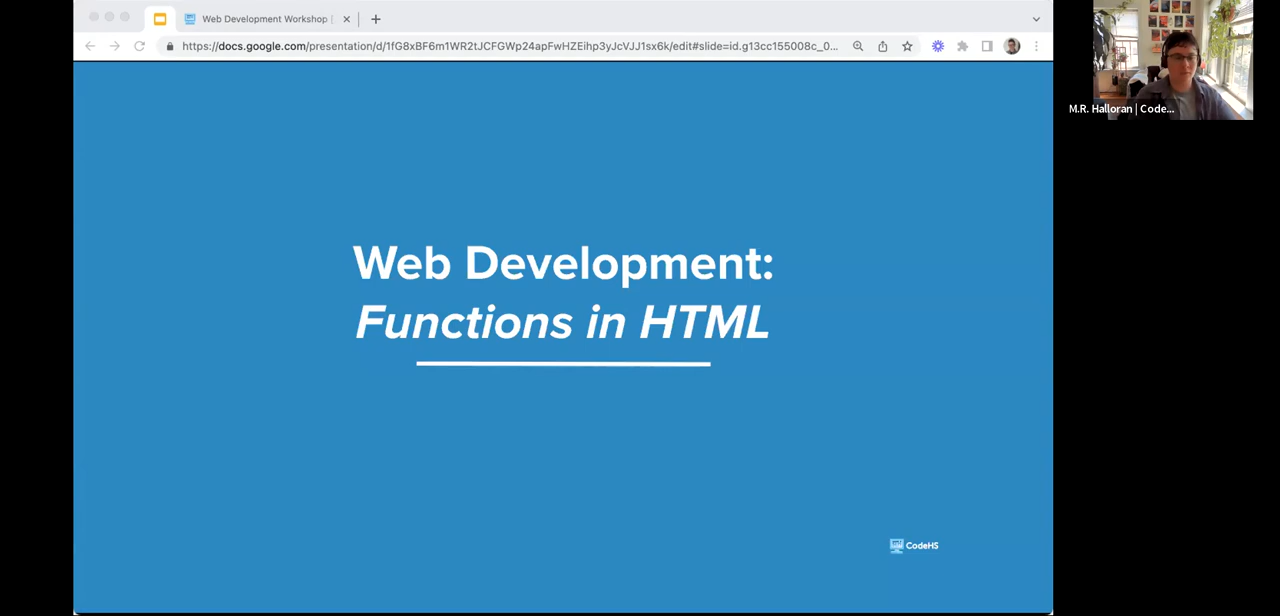 Web Development Workshop |
https://docs.google.com/presentation/d/1fG8xBF6m1WR2tJCFGWp24apFwHZEihp3yJcVJJ1sx6k/edit#slide=id.g13cc155008c_0...
M.R. Halloran | Code...
Web Development:
Functions in HTML
CodeHS